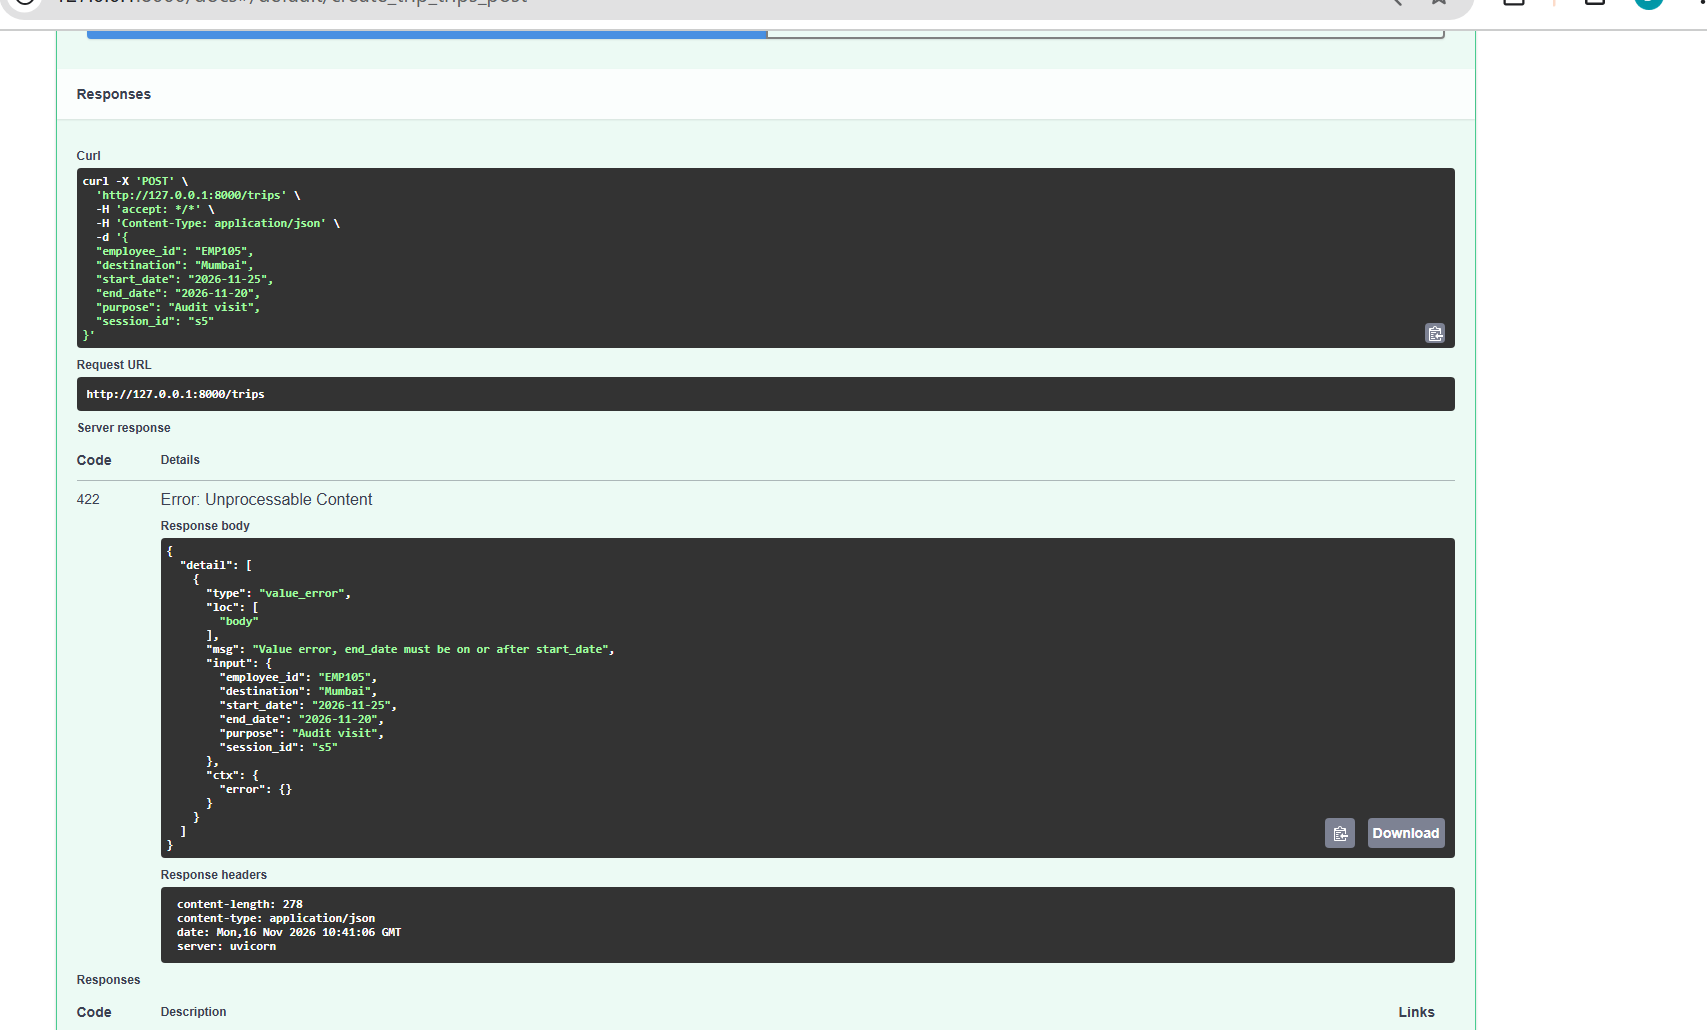 Responses
Curl
curl -X 'POST' \
  'http://127.0.0.1:8000/trips' \
  -H 'accept: */*' \
  -H 'Content-Type: application/json' \
  -d '{
  "employee_id": "EMP105",
  "destination": "Mumbai",
  "start_date": "2026-11-25",
  "end_date": "2026-11-20",
  "purpose": "Audit visit",
  "session_id": "s5"
}'
Request URL
http://127.0.0.1:8000/trips
Server response
Code Details
422 Error: Unprocessable Content
Response body
{
  "detail": [
    {
      "type": "value_error",
      "loc": [
        "body"
      ],
      "msg": "Value error, end_date must be on or after start_date",
      "input": {
        "employee_id": "EMP105",
        "destination": "Mumbai",
        "start_date": "2026-11-25",
        "end_date": "2026-11-20",
        "purpose": "Audit visit",
        "session_id": "s5"
      },
      "ctx": {
        "error": {}
      }
    }
  ]
}
Download
Response headers
content-length: 278
content-type: application/json
date: Mon,16 Nov 2026 10:41:06 GMT
server: uvicorn
Responses
Code Description Links